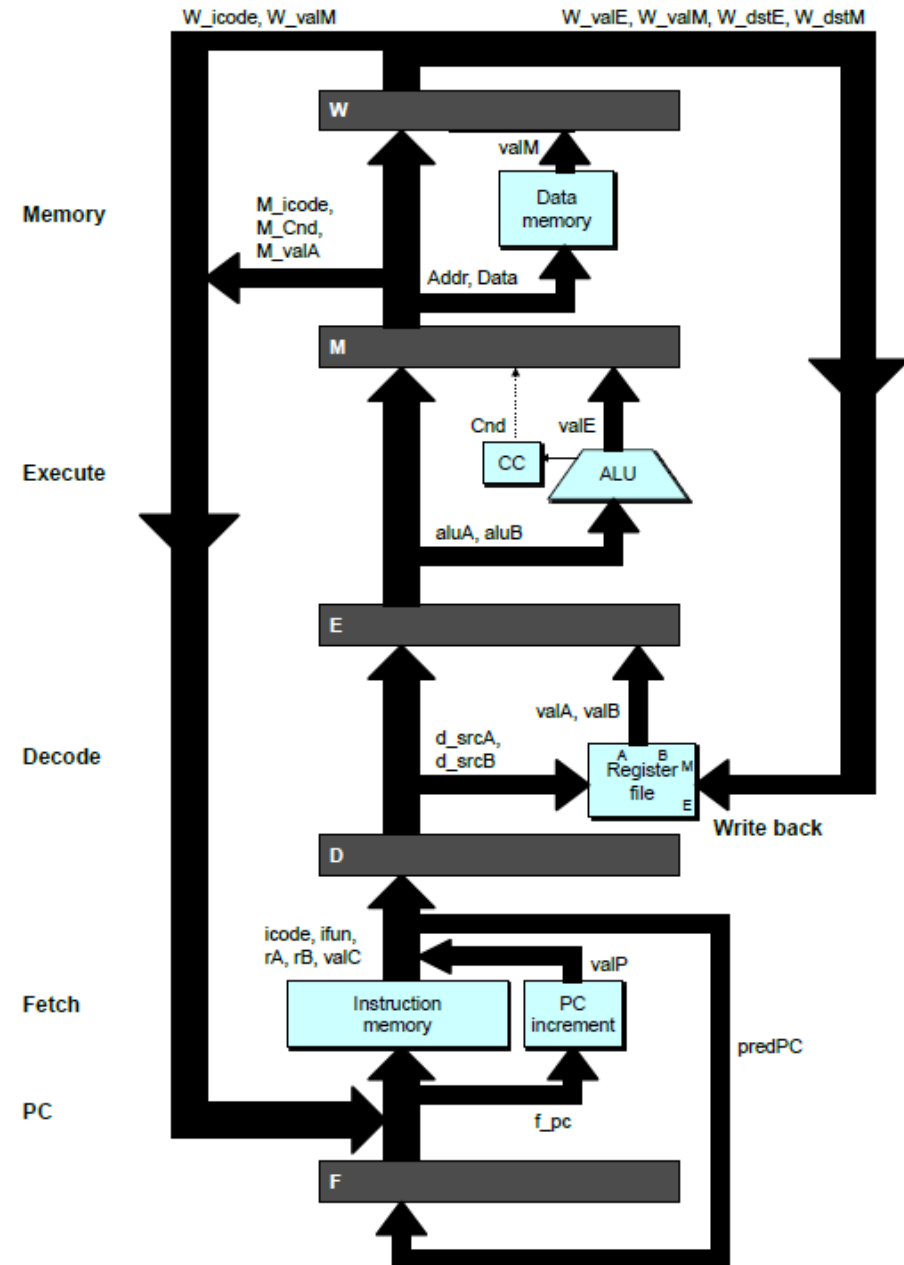 W_icode, W_valM
W_valE, W_valM, W_dstE, W_dstM
W
valM
Data
memory
Memory
M_icode,
M_Cnd,
M_valA
Addr, Data
M
Cnd
valE
CC
ALU
Execute
aluA, aluB
E
valA, valB
d_srcA,
d_srcB
Decode
A B
Register M
file
E
Write back
D
icode, ifun,
rA, rB, valC
valP
Fetch
Instruction
memory
PC
increment
predPC
PC
f_pc
F